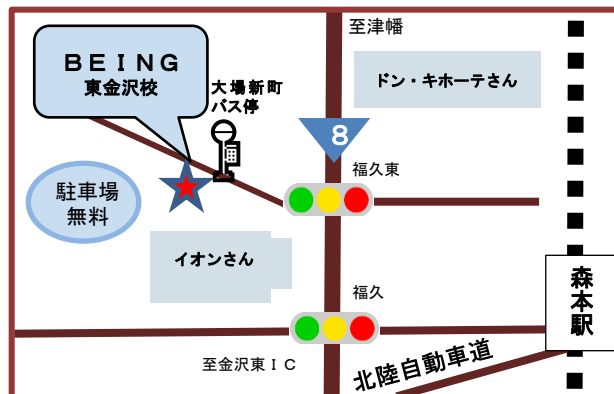 至津幡
ＢＥＩＮＧ
東金沢校
ドン・キホーテさん
大場新町
バス停
8
福久東
駐車場
無料
イオンさん
福久
森本駅
至金沢東ＩＣ
北陸自動車道